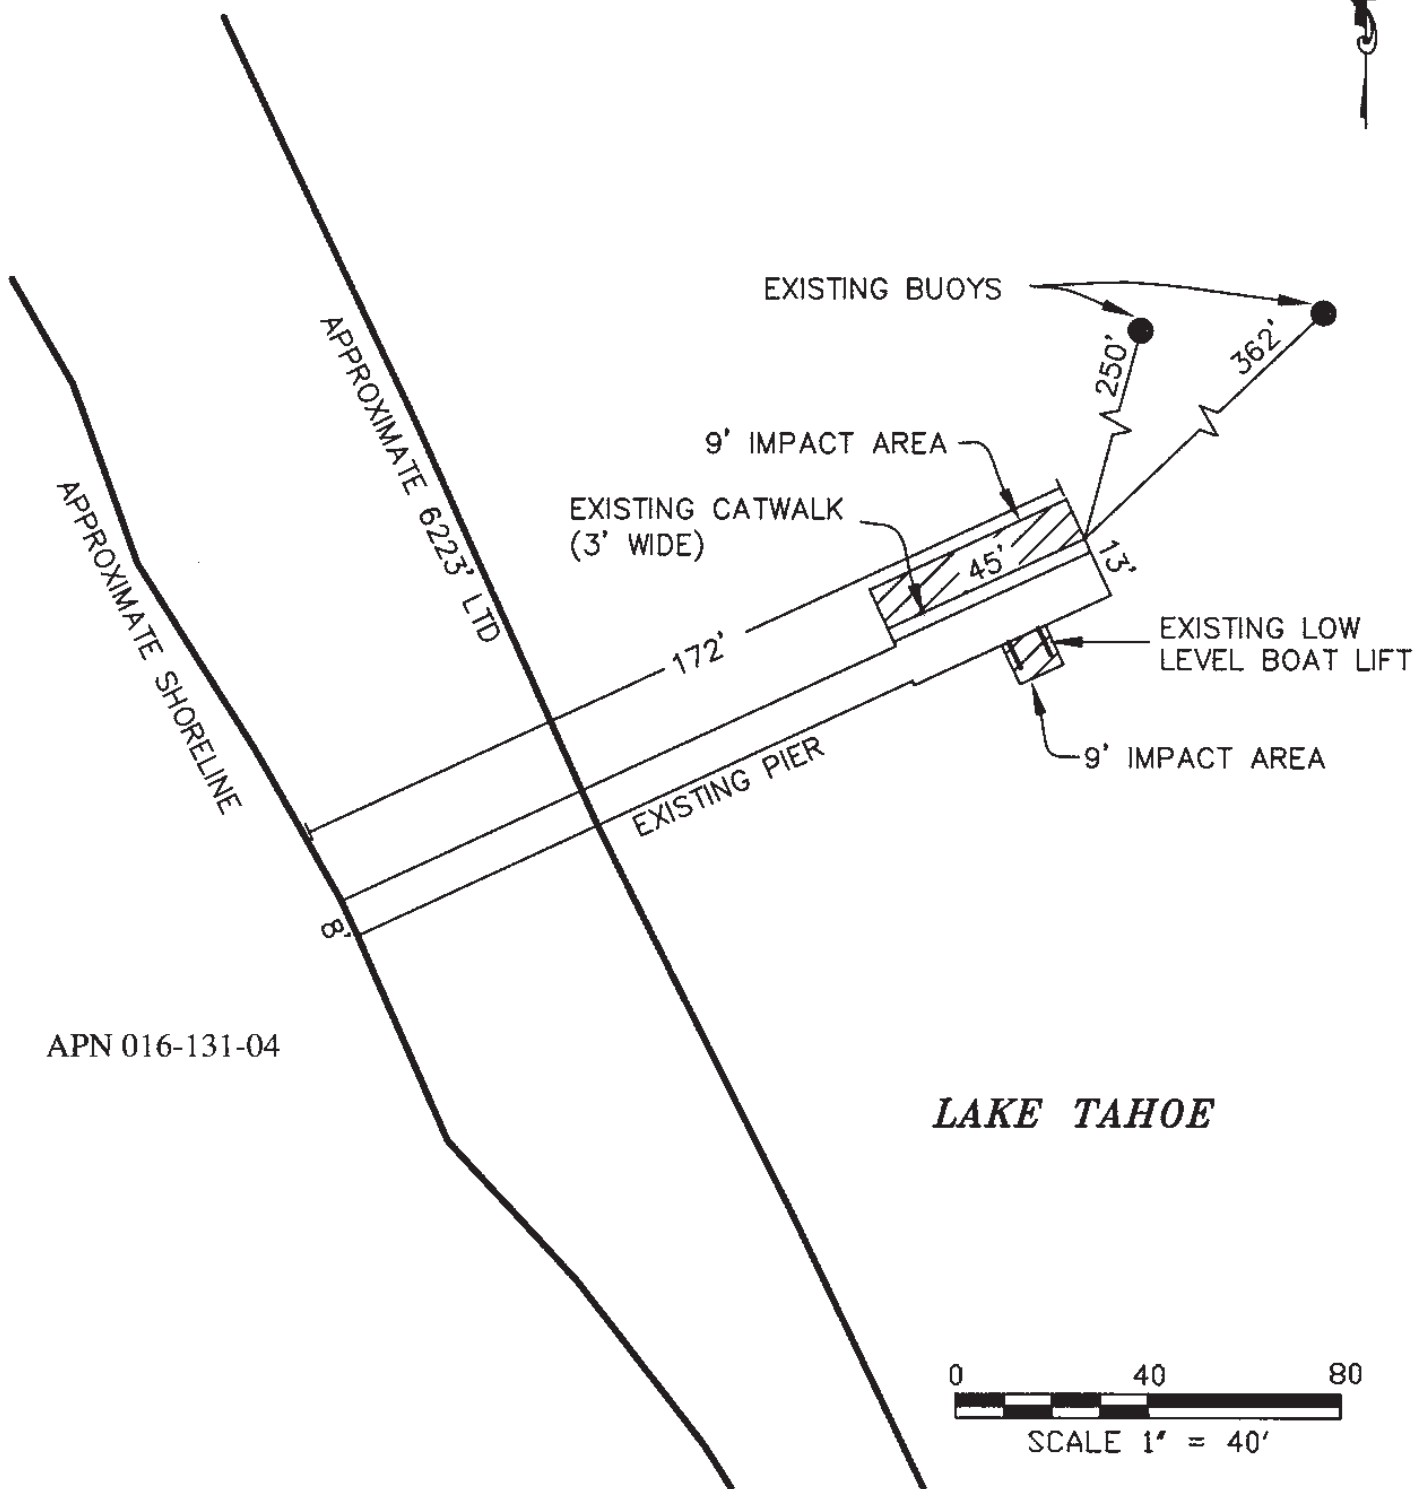 EXISTING BUOYS
250'
362'
APPROXIMATE 6223' LTD
9' IMPACT AREA
EXISTING CATWALK
(3' WIDE)
45'
13'
APPROXIMATE SHORELINE
172'
EXISTING LOW
LEVEL BOAT LIFT
9' IMPACT AREA
EXISTING PIER
8'
APN 016-131-04
LAKE TAHOE
0 40 80
SCALE 1" = 40'